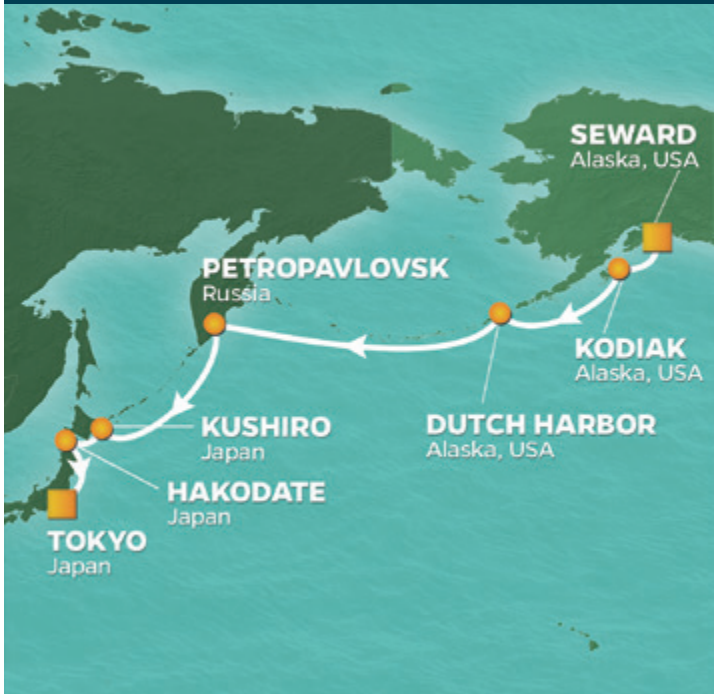 SEWARD
Alaska, USA
PETROPAVLOVSK
Russia
KODIAK
Alaska, USA
DUTCH HARBOR
Alaska, USA
KUSHIRO
Japan
HAKODATE
Japan
TOKYO
Japan